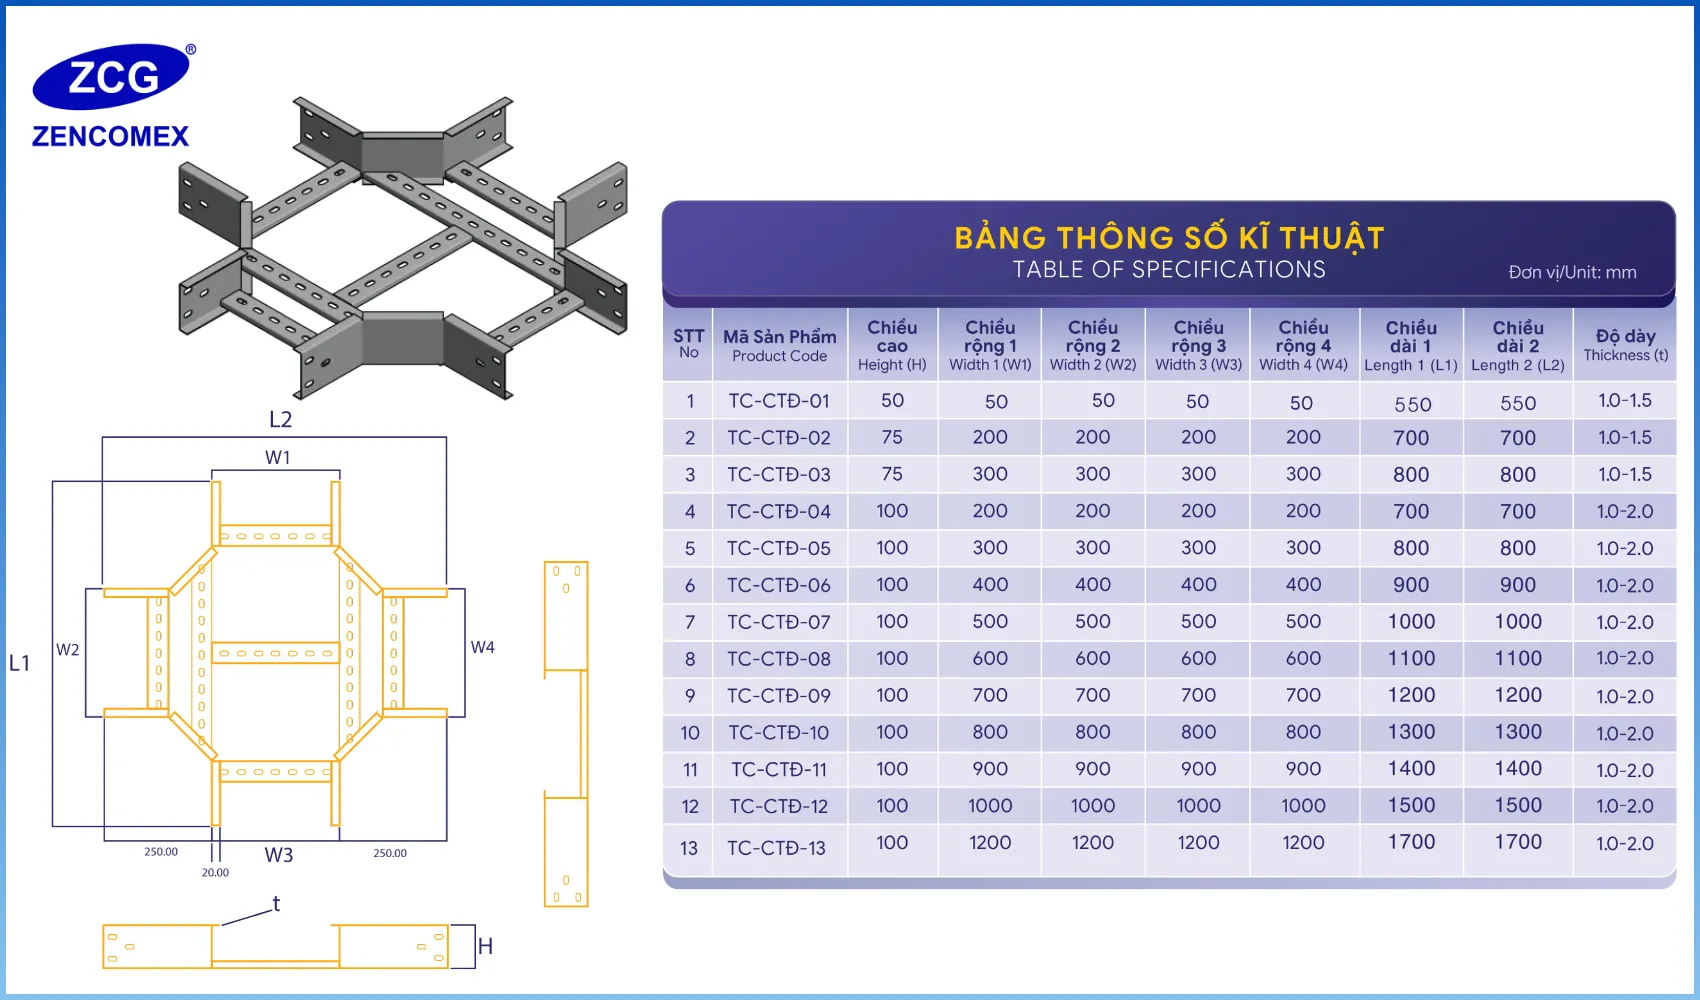 ZCG®
ZENCOMEX
BẢNG THÔNG SỐ KĨ THUẬT
TABLE OF SPECIFICATIONS
Đơn vị/Unit: mm
STT No | Mã Sản Phẩm Product Code | Chiều cao Height (H) | Chiều rộng 1 Width 1 (W1) | Chiều rộng 2 Width 2 (W2) | Chiều rộng 3 Width 3 (W3) | Chiều rộng 4 Width 4 (W4) | Chiều dài 1 Length 1 (L1) | Chiều dài 2 Length 2 (L2) | Độ dày Thickness (t)
1 TC-CTĐ-01 50 50 50 50 50 550 550 1.0-1.5
2 TC-CTĐ-02 75 200 200 200 200 700 700 1.0-1.5
3 TC-CTĐ-03 75 300 300 300 300 800 800 1.0-1.5
4 TC-CTĐ-04 100 200 200 200 200 700 700 1.0-2.0
5 TC-CTĐ-05 100 300 300 300 300 800 800 1.0-2.0
6 TC-CTĐ-06 100 400 400 400 400 900 900 1.0-2.0
7 TC-CTĐ-07 100 500 500 500 500 1000 1000 1.0-2.0
8 TC-CTĐ-08 100 600 600 600 600 1100 1100 1.0-2.0
9 TC-CTĐ-09 100 700 700 700 700 1200 1200 1.0-2.0
10 TC-CTĐ-10 100 800 800 800 800 1300 1300 1.0-2.0
11 TC-CTĐ-11 100 900 900 900 900 1400 1400 1.0-2.0
12 TC-CTĐ-12 100 1000 1000 1000 1000 1500 1500 1.0-2.0
13 TC-CTĐ-13 100 1200 1200 1200 1200 1700 1700 1.0-2.0
L2
W1
L1
W2
W4
250.00
W3
250.00
20.00
t
H